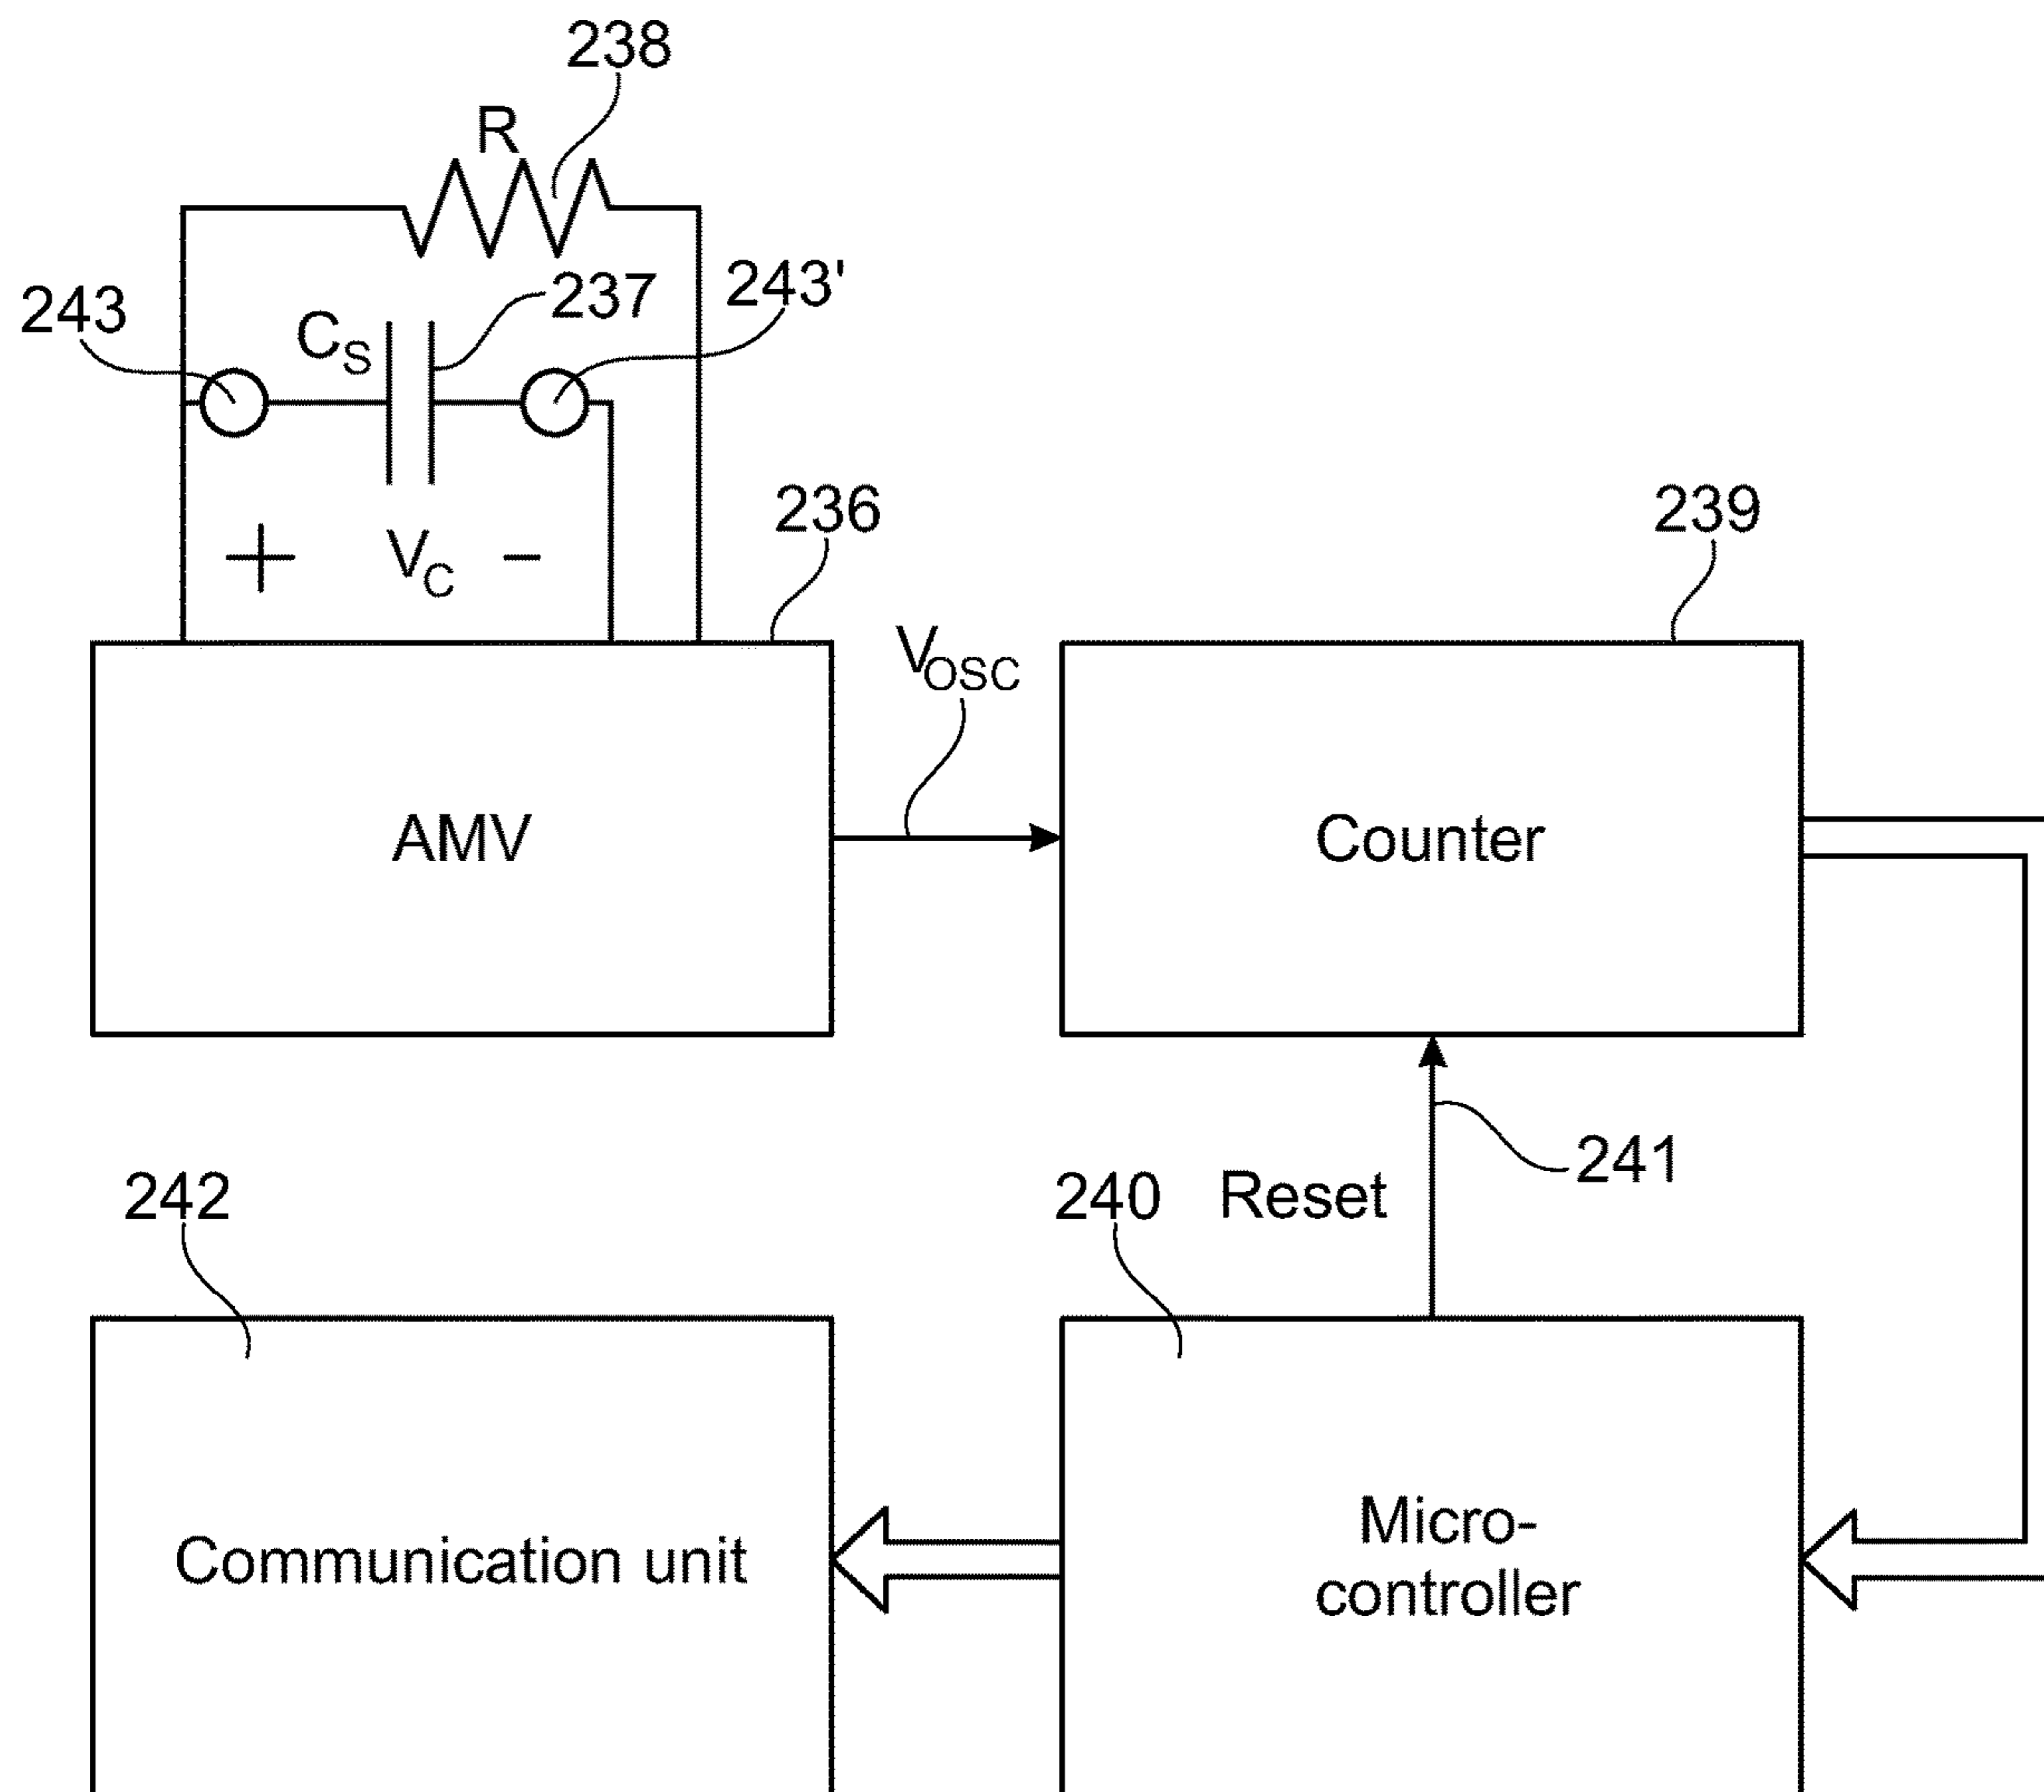 238
R
243
C_S
237
243'
+ V_C -
236
239
V_OSC
AMV
Counter
241
242
240
Reset
Communication unit
Micro-
controller